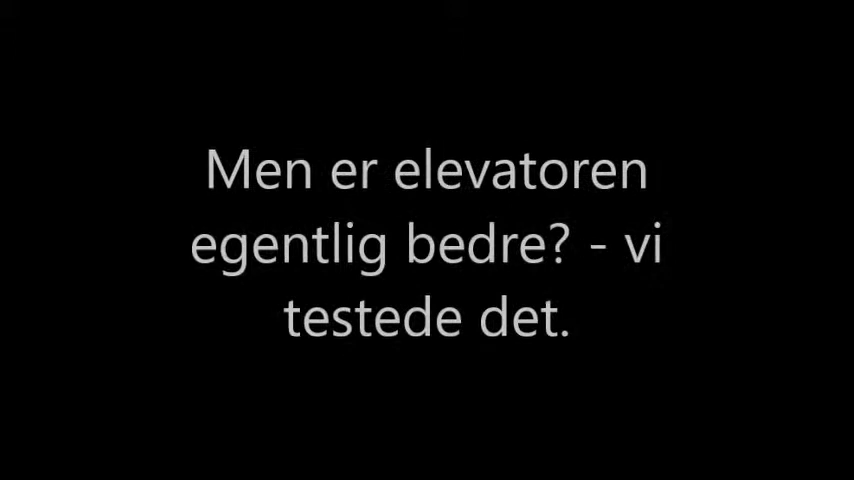 Men er elevatoren
egentlig bedre? - vi
testede det.